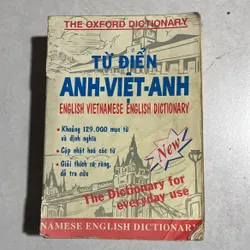 THE OXFORD DICTIONARY
TỪ ĐIỂN
ANH-VIỆT-ANH
ENGLISH VIETNAMESE ENGLISH DICTIONARY
• Khoảng 129.000 mục từ
và định nghĩa
• Cập nhật hoá các từ
• Giải thích rõ ràng,
dễ tra cứu
New
The Dictionary for
everyday use
NAMESE ENGLISH DICTIONARY